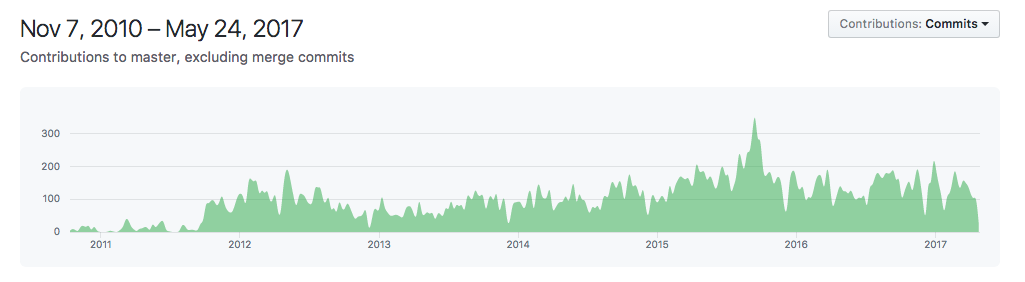 Nov 7, 2010 – May 24, 2017
Contributions: Commits
Contributions to master, excluding merge commits
300
200
100
0
2011 2012 2013 2014 2015 2016 2017